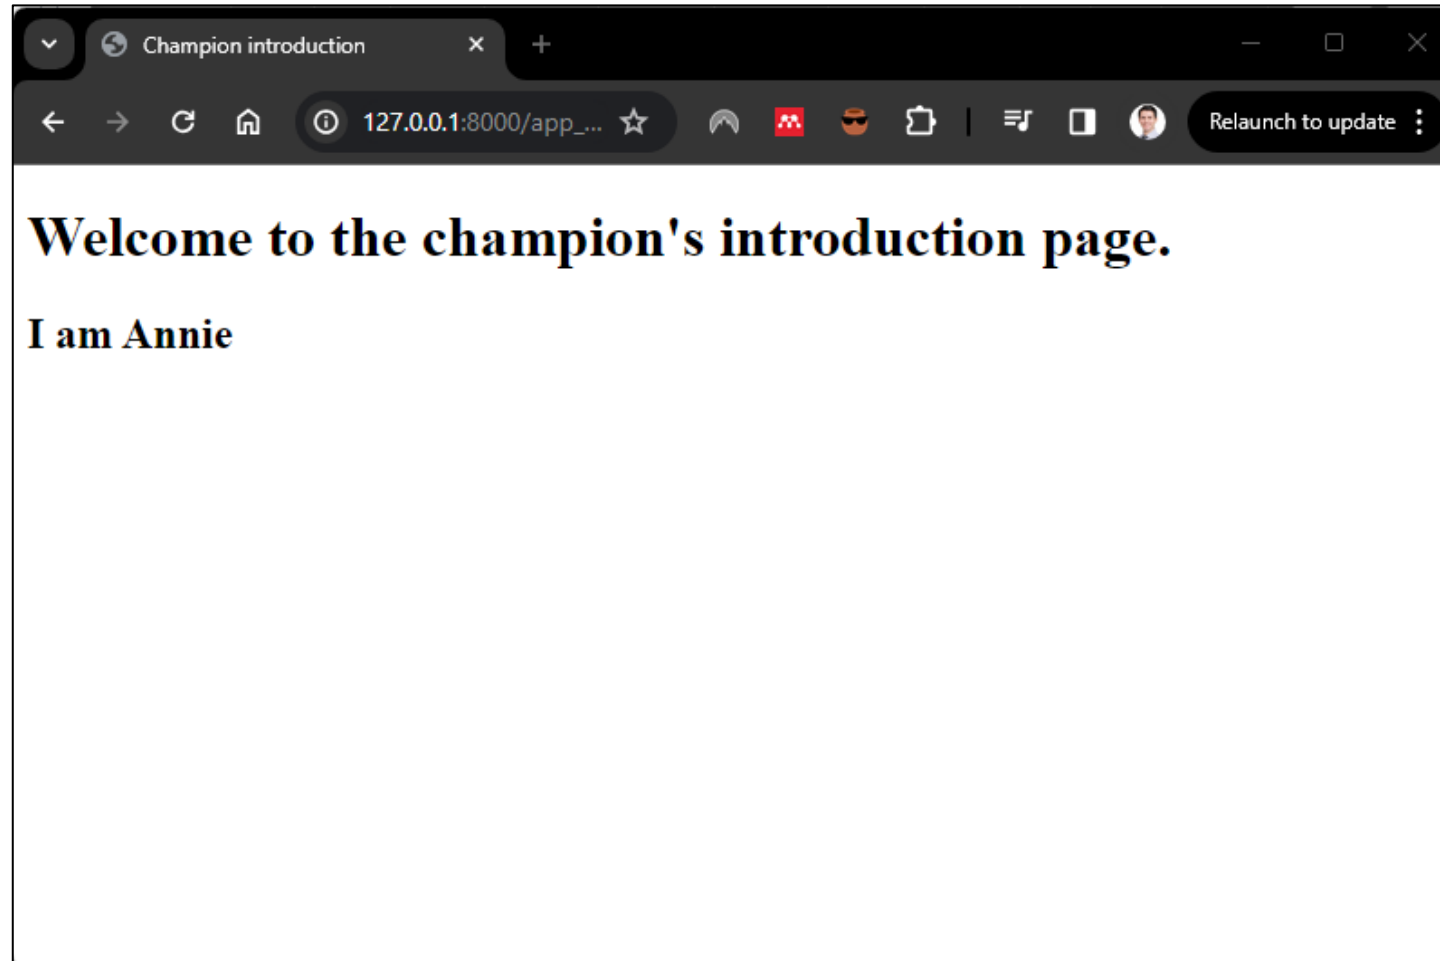 Champion introduction
127.0.0.1:8000/app_...
Relaunch to update
Welcome to the champion's introduction page.
I am Annie